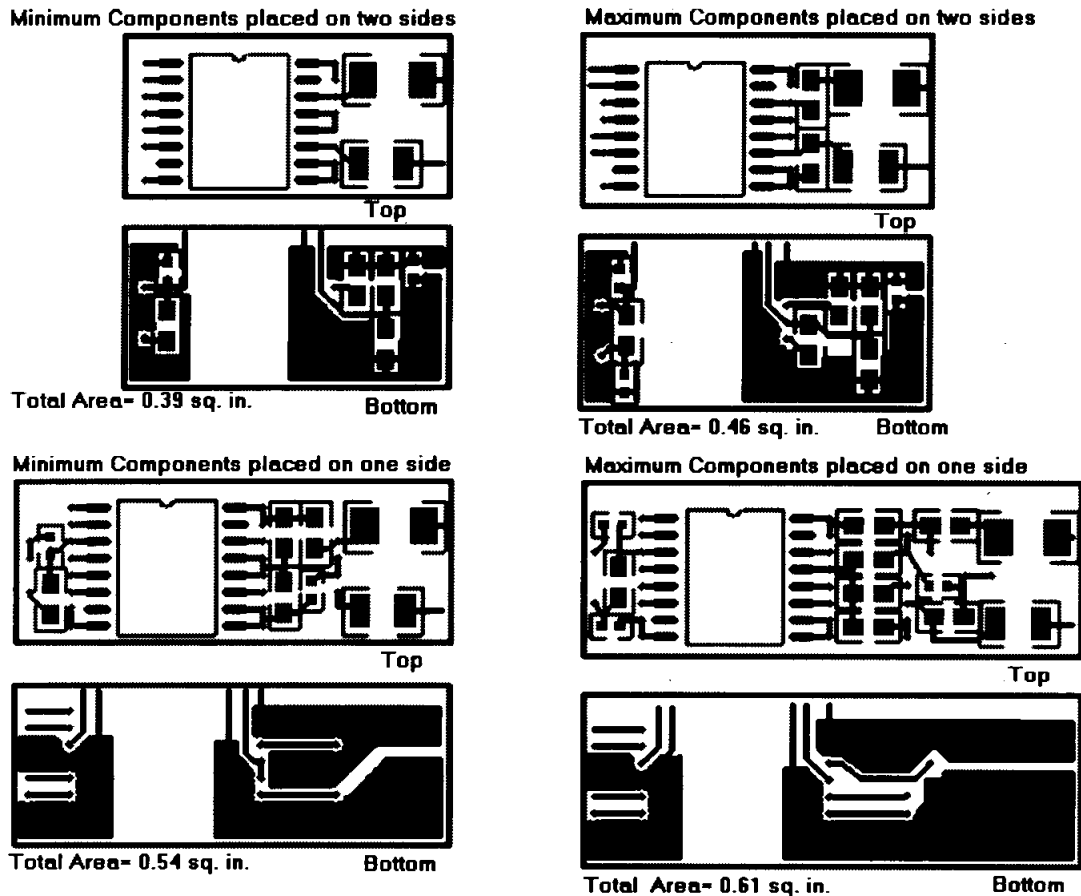 Minimum Components placed on two sides
Maximum Components placed on two sides
Top
Top
Total Area= 0.39 sq. in.
Bottom
Total Area= 0.46 sq. in.
Bottom
Minimum Components placed on one side
Maximum Components placed on one side
Top
Top
Total Area= 0.54 sq. in.
Bottom
Total Area= 0.61 sq. in.
Bottom